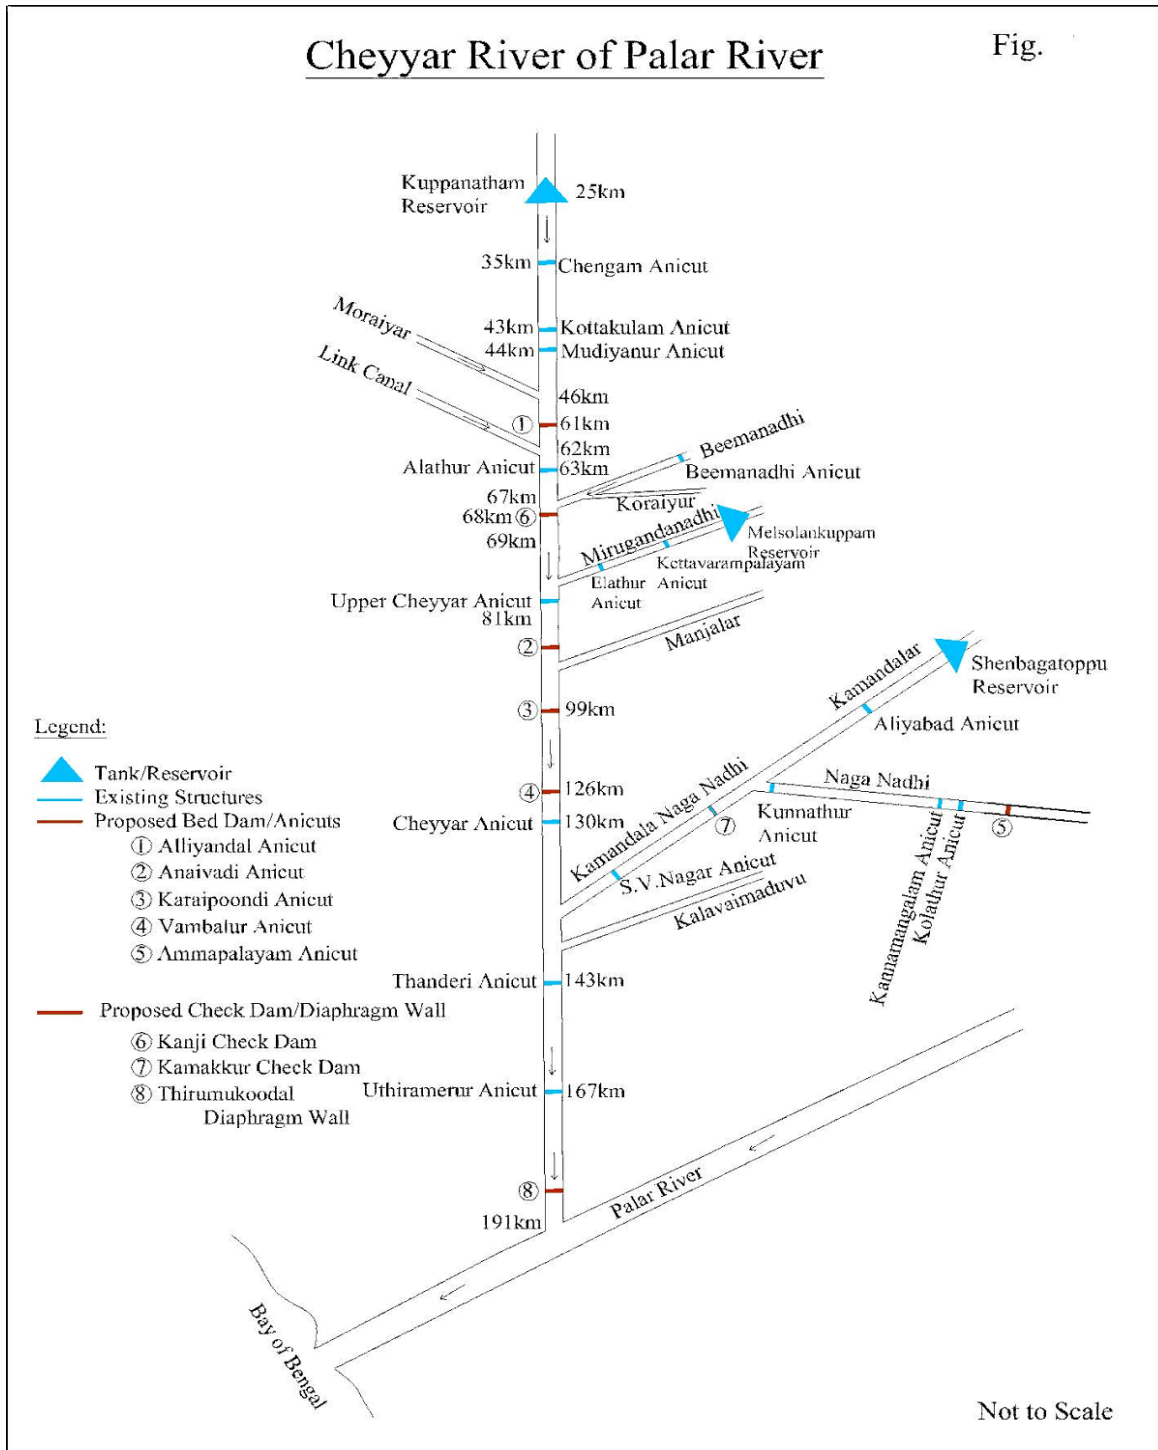 Cheyyar River of Palar River
Fig.
Kuppanatham
Reservoir
25km
35km
Chengam Anicut
Moraiyar
43km
Kottakulam Anicut
44km
Mudiyanur Anicut
Link Canal
46km
①
61km
62km
Alathur Anicut
63km
Beemanadhi
Beemanadhi Anicut
67km
Koraiyur
68km
⑥
69km
Mirugandanadhi
Melsolankuppam
Reservoir
Kettavarampalayam
Anicut
Elathur
Anicut
Upper Cheyyar Anicut
81km
②
Manjalar
Kamandalar
Shenbagatoppu
Reservoir
③
99km
Aliyabad Anicut
④
126km
Cheyyar Anicut
130km
Kamandala Naga Nadhi
Naga Nadhi
⑦
Kunnathur
Anicut
⑤
Kannamangalam Anicut
Kolathur Anicut
S.V.Nagar Anicut
Kalavaimaduvu
Thanderi Anicut
143km
Uthiramerur Anicut
167km
⑧
191km
Palar River
Bay of Bengal
Legend:
Tank/Reservoir
Existing Structures
Proposed Bed Dam/Anicuts
① Alliyandal Anicut
② Anaivadi Anicut
③ Karaipoondi Anicut
④ Vambalur Anicut
⑤ Ammapalayam Anicut
Proposed Check Dam/Diaphragm Wall
⑥ Kanji Check Dam
⑦ Kamakkur Check Dam
⑧ Thirumukoodal
Diaphragm Wall
Not to Scale